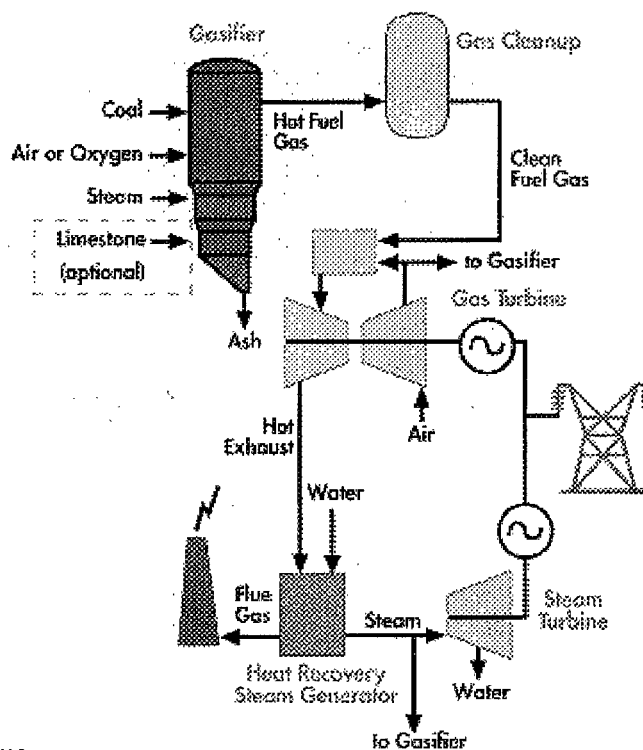 Gasifier
Gas Cleanup
Coal
Hot Fuel
Gas
Air or Oxygen
Clean
Fuel Gas
Steam
Limestone
(optional)
to Gasifier
Gas Turbine
Ash
Hot
Exhaust
Air
Water
Flue
Gas
Steam
Steam
Turbine
Heat Recovery
Steam Generator
Water
to Gasifier